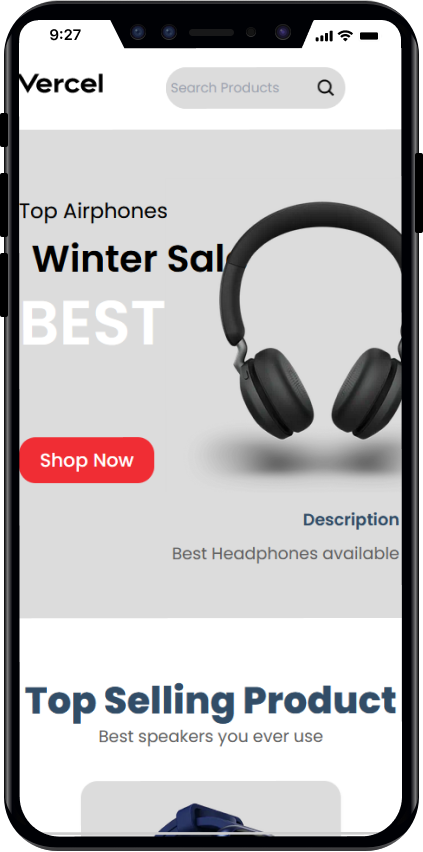 9:27
Vercel
Search Products
Top Airphones
Winter Sal
BEST
Shop Now
Description
Best Headphones available
Top Selling Product
Best speakers you ever use